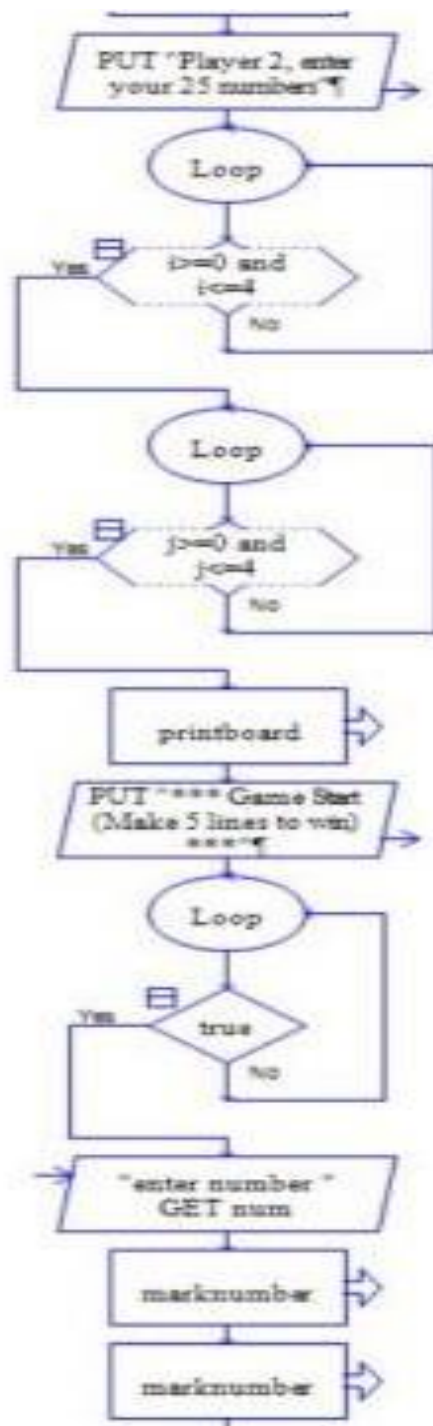 PUT "Player 2, enter
your 25 numbers"¶
Loop
Yes
i>=0 and
i<=4
No
Loop
Yes
j>=0 and
j<=4
No
printboard
PUT "*** Game Start
(Make 5 lines to win)
***"¶
Loop
Yes
true
No
"enter number "
GET num
marknumber
marknumber